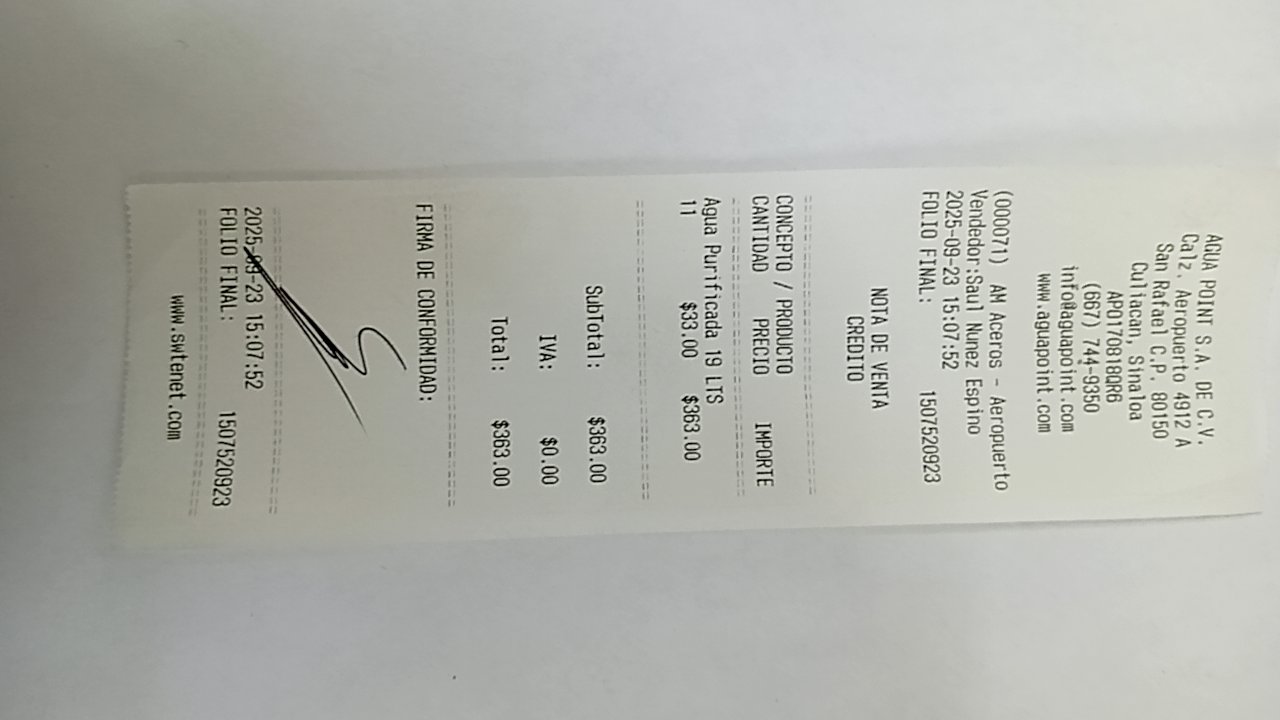 AGUA POINT S.A. DE C.V.
Calz. Aeropuerto 4912 A
San Rafael C.P. 80150
Culiacan, Sinaloa
APO170818QR6
(667) 744-9350
info@aguapoint.com
www.aguapoint.com
(000071) AM Aceros - Aeropuerto
Vendedor:Saul Nunez Espino
2025-09-23 15:07:52
FOLIO FINAL: 1507520923
NOTA DE VENTA
CREDITO
CONCEPTO / PRODUCTO
CANTIDAD PRECIO IMPORTE
Agua Purificada 19 LTS
11 $33.00 $363.00
SubTotal: $363.00
IVA: $0.00
Total: $363.00
FIRMA DE CONFORMIDAD:
2025-09-23 15:07:52
FOLIO FINAL: 1507520923
www.swtenet.com